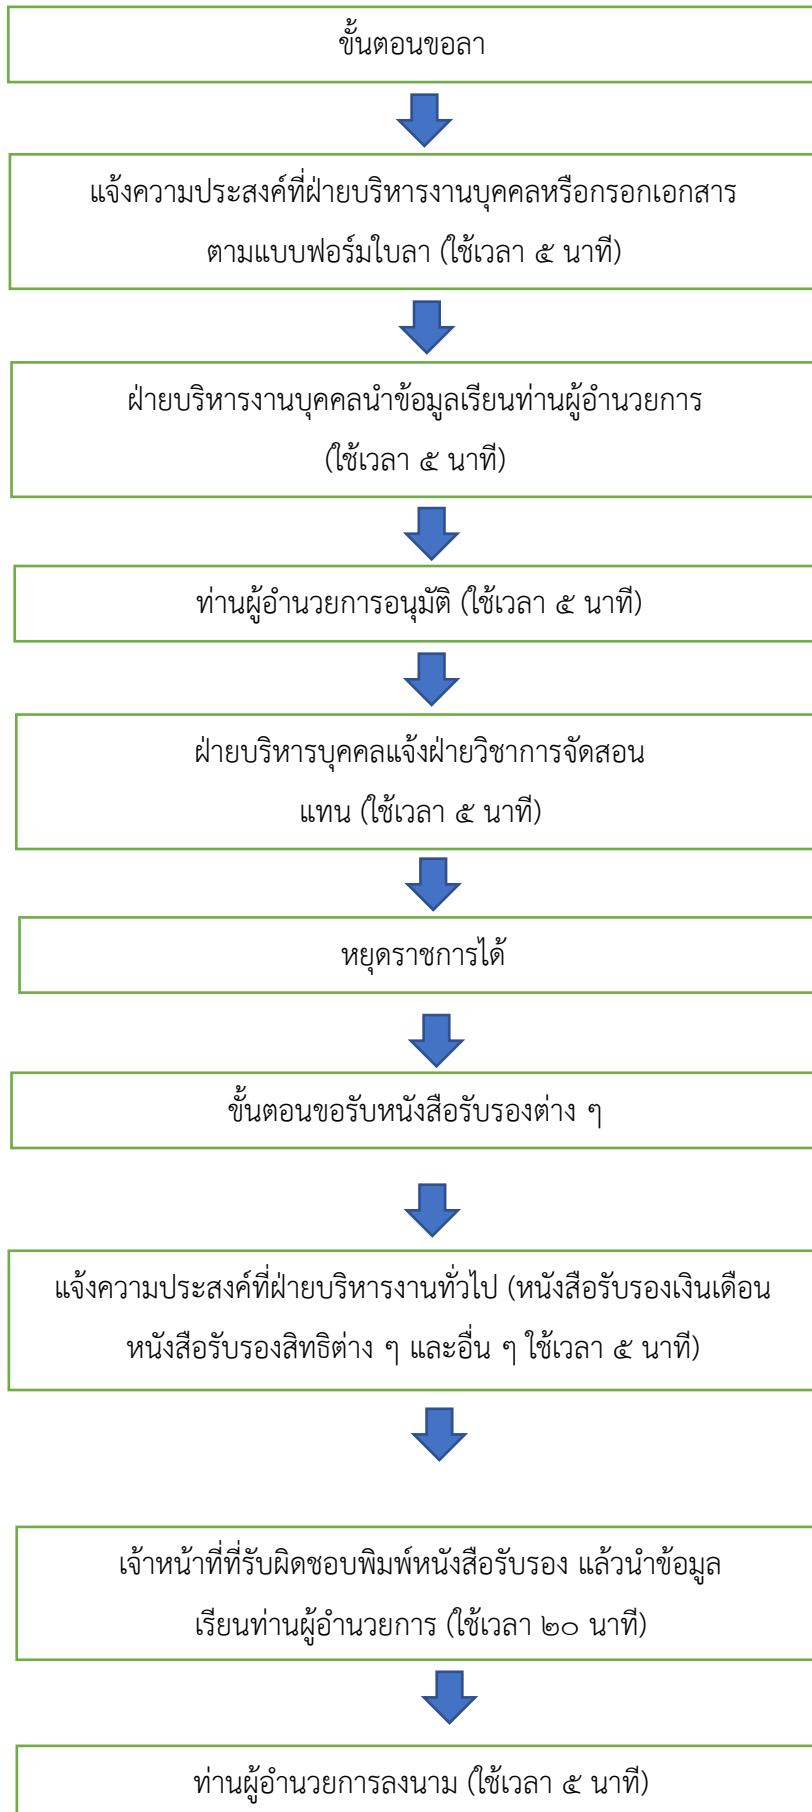 ขั้นตอนขอลา
แจ้งความประสงค์ที่ฝ่ายบริหารงานบุคคลหรือกรอกเอกสาร
ตามแบบฟอร์มใบลา (ใช้เวลา ๕ นาที)
ฝ่ายบริหารงานบุคคลนำข้อมูลเรียนท่านผู้อำนวยการ
(ใช้เวลา ๕ นาที)
ท่านผู้อำนวยการอนุมัติ (ใช้เวลา ๕ นาที)
ฝ่ายบริหารบุคคลแจ้งฝ่ายวิชาการจัดสอน
แทน (ใช้เวลา ๕ นาที)
หยุดราชการได้
ขั้นตอนขอรับหนังสือรับรองต่าง ๆ
แจ้งความประสงค์ที่ฝ่ายบริหารงานทั่วไป (หนังสือรับรองเงินเดือน
หนังสือรับรองสิทธิต่าง ๆ และอื่น ๆ ใช้เวลา ๕ นาที)
เจ้าหน้าที่ที่รับผิดชอบพิมพ์หนังสือรับรอง แล้วนำข้อมูล
เรียนท่านผู้อำนวยการ (ใช้เวลา ๒๐ นาที)
ท่านผู้อำนวยการลงนาม (ใช้เวลา ๕ นาที)